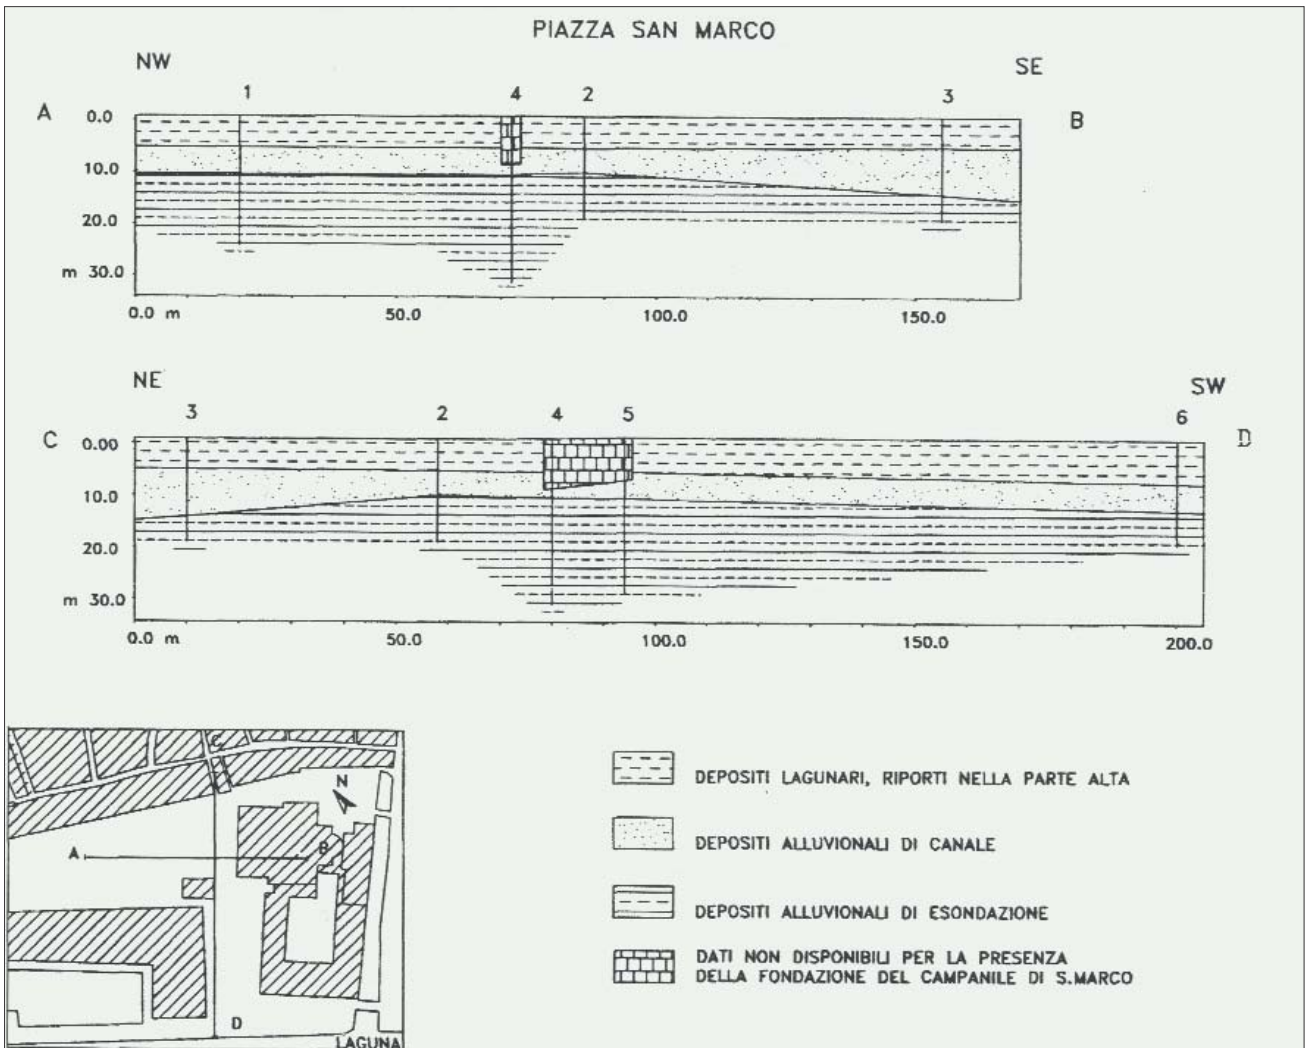 PIAZZA SAN MARCO
NW
SE
1
4
2
3
A
B
0.0
10.0
20.0
m 30.0
0.0 m
50.0
100.0
150.0
NE
SW
3
2
4
5
6
C
D
0.00
10.0
20.0
m 30.0
0.0 m
50.0
100.0
150.0
200.0
C
N
A
B
D
LAGUNA
DEPOSITI LAGUNARI, RIPORTI NELLA PARTE ALTA
DEPOSITI ALLUVIONALI DI CANALE
DEPOSITI ALLUVIONALI DI ESONDAZIONE
DATI NON DISPONIBILI PER LA PRESENZA
DELLA FONDAZIONE DEL CAMPANILE DI S.MARCO